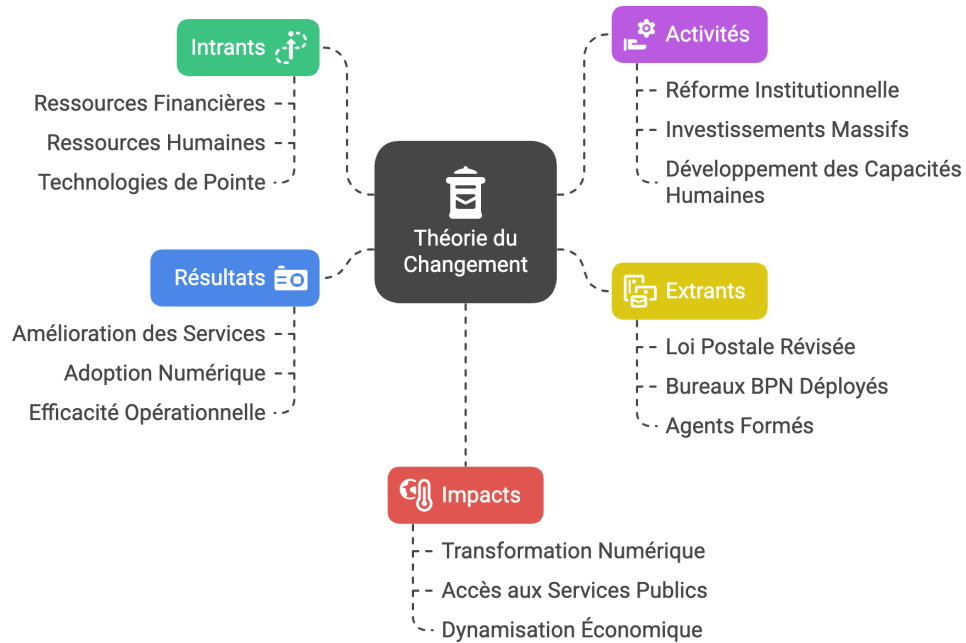 Intrants
Ressources Financières
Ressources Humaines
Technologies de Pointe
Activités
Réforme Institutionnelle
Investissements Massifs
Développement des Capacités
Humaines
Théorie du
Changement
Résultats
Amélioration des Services
Adoption Numérique
Efficacité Opérationnelle
Extrants
Loi Postale Révisée
Bureaux BPN Déployés
Agents Formés
Impacts
Transformation Numérique
Accès aux Services Publics
Dynamisation Économique